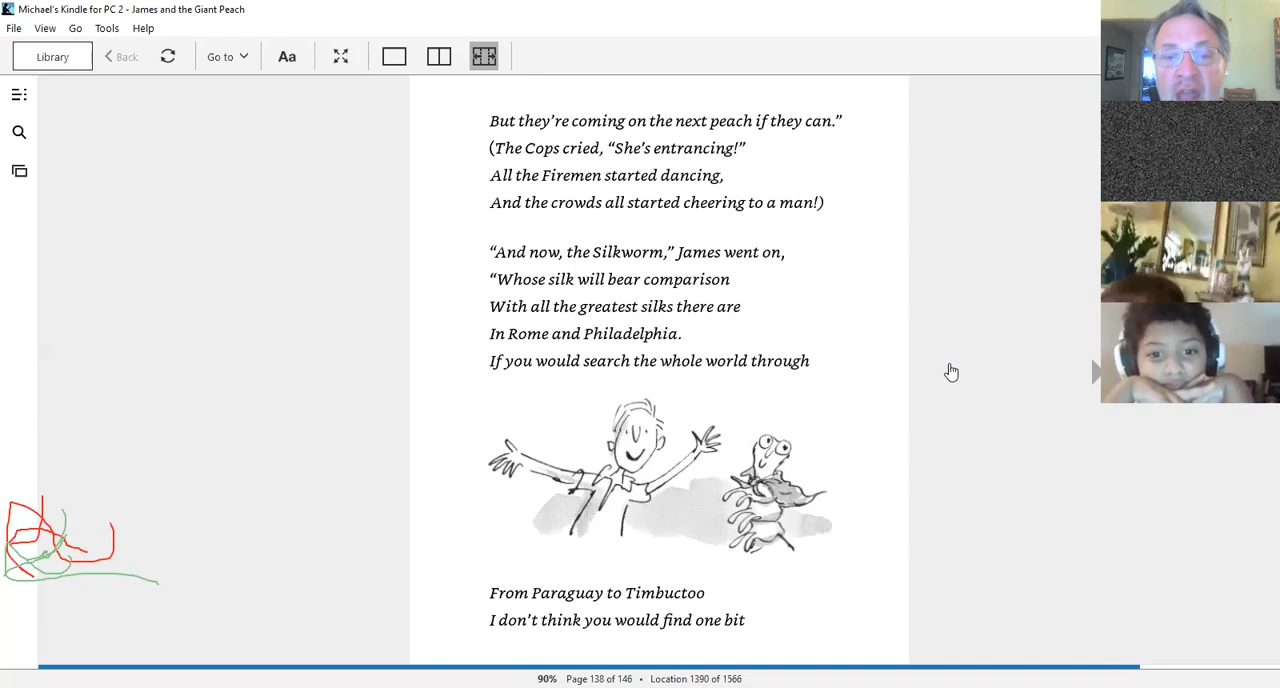 Michael's Kindle for PC 2 - James and the Giant Peach
File View Go Tools Help
Library Back Go to Aa
But they're coming on the next peach if they can.”
(The Cops cried, “She's entrancing!”
All the Firemen started dancing,
And the crowds all started cheering to a man!)
“And now, the Silkworm,” James went on,
“Whose silk will bear comparison
With all the greatest silks there are
In Rome and Philadelphia.
If you would search the whole world through
From Paraguay to Timbuctoo
I don't think you would find one bit
90% Page 138 of 146 • Location 1390 of 1566